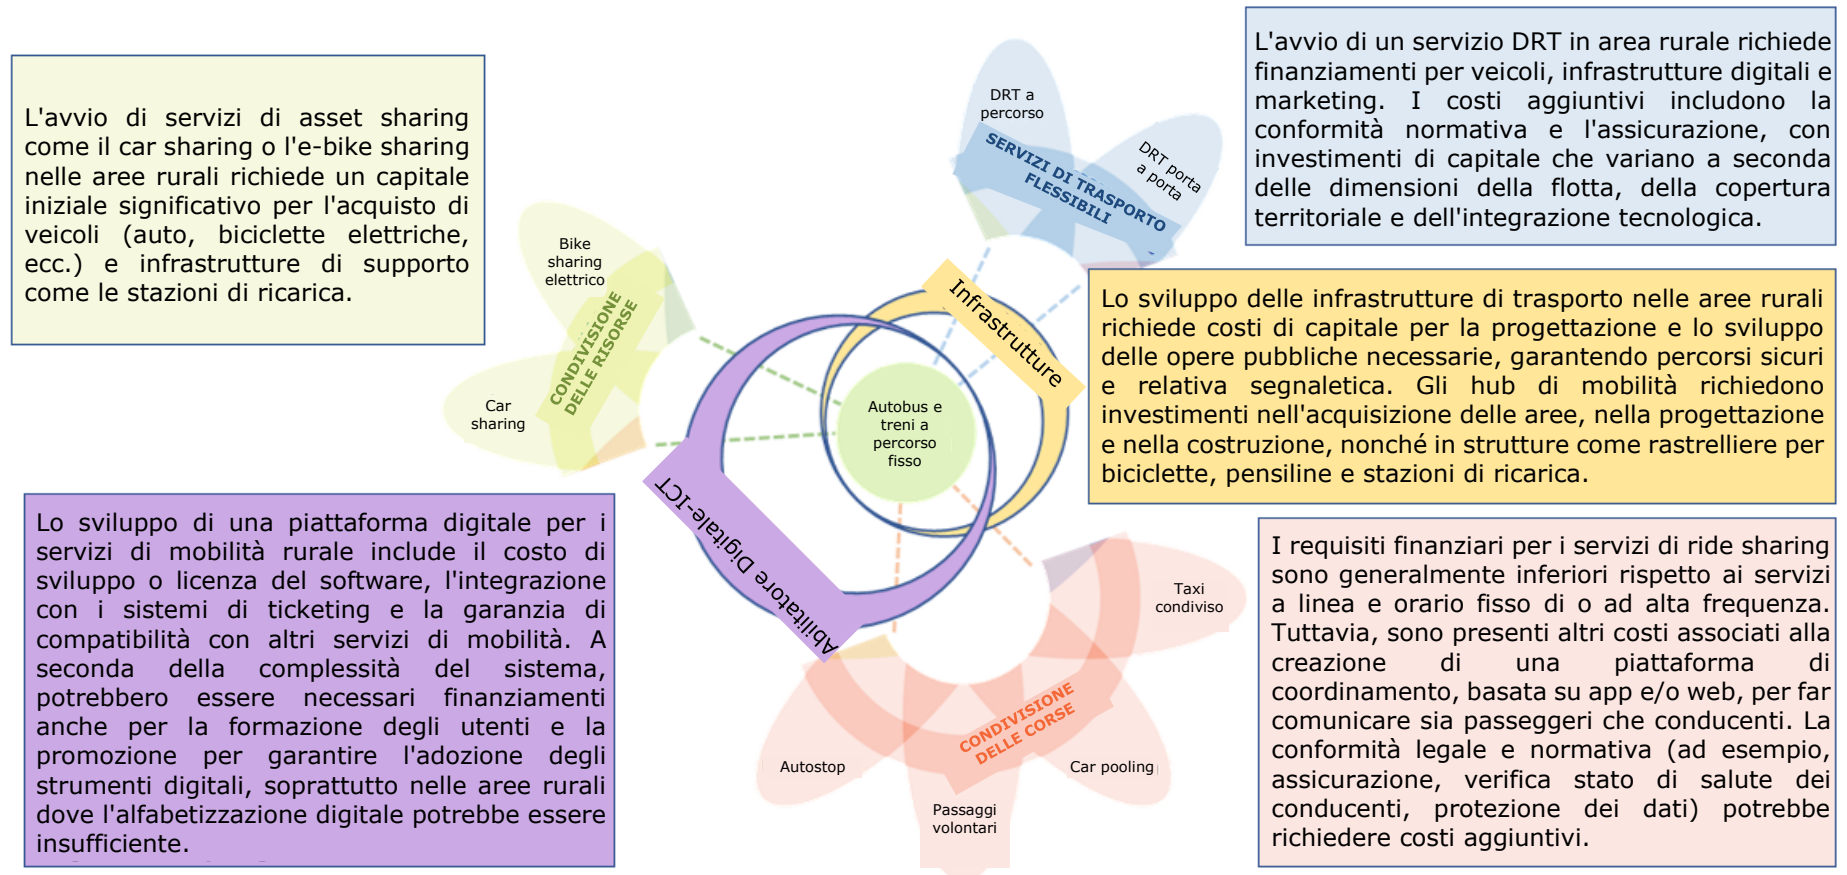 L'avvio di servizi di asset sharing
come il car sharing o l'e-bike sharing
nelle aree rurali richiede un capitale
iniziale significativo per l'acquisto di
veicoli (auto, biciclette elettriche,
ecc.) e infrastrutture di supporto
come le stazioni di ricarica.
L'avvio di un servizio DRT in area rurale richiede
finanziamenti per veicoli, infrastrutture digitali e
marketing. I costi aggiuntivi includono la
conformità normativa e l'assicurazione, con
investimenti di capitale che variano a seconda
delle dimensioni della flotta, della copertura
territoriale e dell'integrazione tecnologica.
DRT a
percorso
DRT porta
a porta
SERVIZI DI TRASPORTO
FLESSIBILI
Bike
sharing
elettrico
CONDIVISIONE
DELLE RISORSE
Car
sharing
Infrastrutture
Autobus e
treni a
percorso
fisso
Abilitatore Digitale-ICT
Lo sviluppo delle infrastrutture di trasporto nelle aree rurali
richiede costi di capitale per la progettazione e lo sviluppo
delle opere pubbliche necessarie, garantendo percorsi sicuri
e relativa segnaletica. Gli hub di mobilità richiedono
investimenti nell'acquisizione delle aree, nella progettazione
e nella costruzione, nonché in strutture come rastrelliere per
biciclette, pensiline e stazioni di ricarica.
Lo sviluppo di una piattaforma digitale per i
servizi di mobilità rurale include il costo di
sviluppo o licenza del software, l'integrazione
con i sistemi di ticketing e la garanzia di
compatibilità con altri servizi di mobilità. A
seconda della complessità del sistema,
potrebbero essere necessari finanziamenti
anche per la formazione degli utenti e la
promozione per garantire l'adozione degli
strumenti digitali, soprattutto nelle aree rurali
dove l'alfabetizzazione digitale potrebbe essere
insufficiente.
Taxi
condiviso
CONDIVISIONE
DELLE CORSE
Autostop
Car pooling
Passaggi
volontari
I requisiti finanziari per i servizi di ride sharing
sono generalmente inferiori rispetto ai servizi
a linea e orario fisso di o ad alta frequenza.
Tuttavia, sono presenti altri costi associati alla
creazione di una piattaforma di
coordinamento, basata su app e/o web, per far
comunicare sia passeggeri che conducenti. La
conformità legale e normativa (ad esempio,
assicurazione, verifica stato di salute dei
conducenti, protezione dei dati) potrebbe
richiedere costi aggiuntivi.